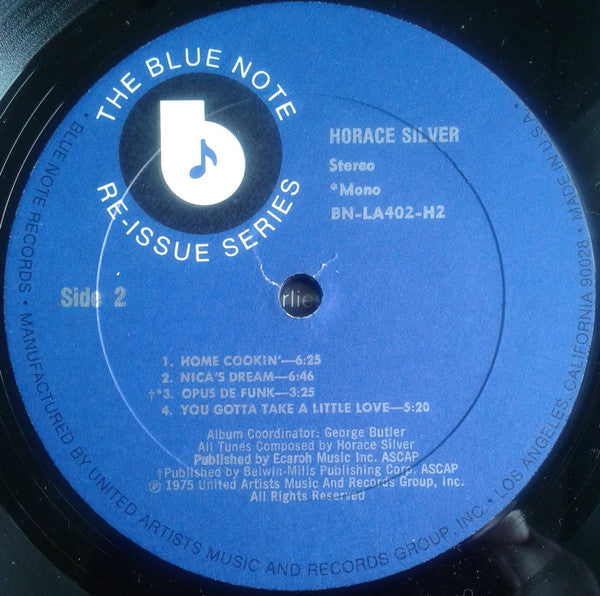 THE BLUE NOTE
RE-ISSUE SERIES
HORACE SILVER
Stereo
*Mono
BN-LA402-H2
Side 2
rlie
1. HOME COOKIN'—6:25
2. NICA'S DREAM—6:46
†*3. OPUS DE FUNK—3:25
4. YOU GOTTA TAKE A LITTLE LOVE—5:20
Album Coordinator: George Butler
All Tunes Composed by Horace Silver
Published by Ecaroh Music Inc. ASCAP
†Published by Belwin-Mills Publishing Corp. ASCAP
℗ 1975 United Artists Music And Records Group, Inc.
All Rights Reserved
• BLUE NOTE RECORDS • MANUFACTURED BY UNITED ARTISTS MUSIC AND RECORDS GROUP, INC • LOS ANGELES, CALIFORNIA 90028 • MADE IN U.S.A.